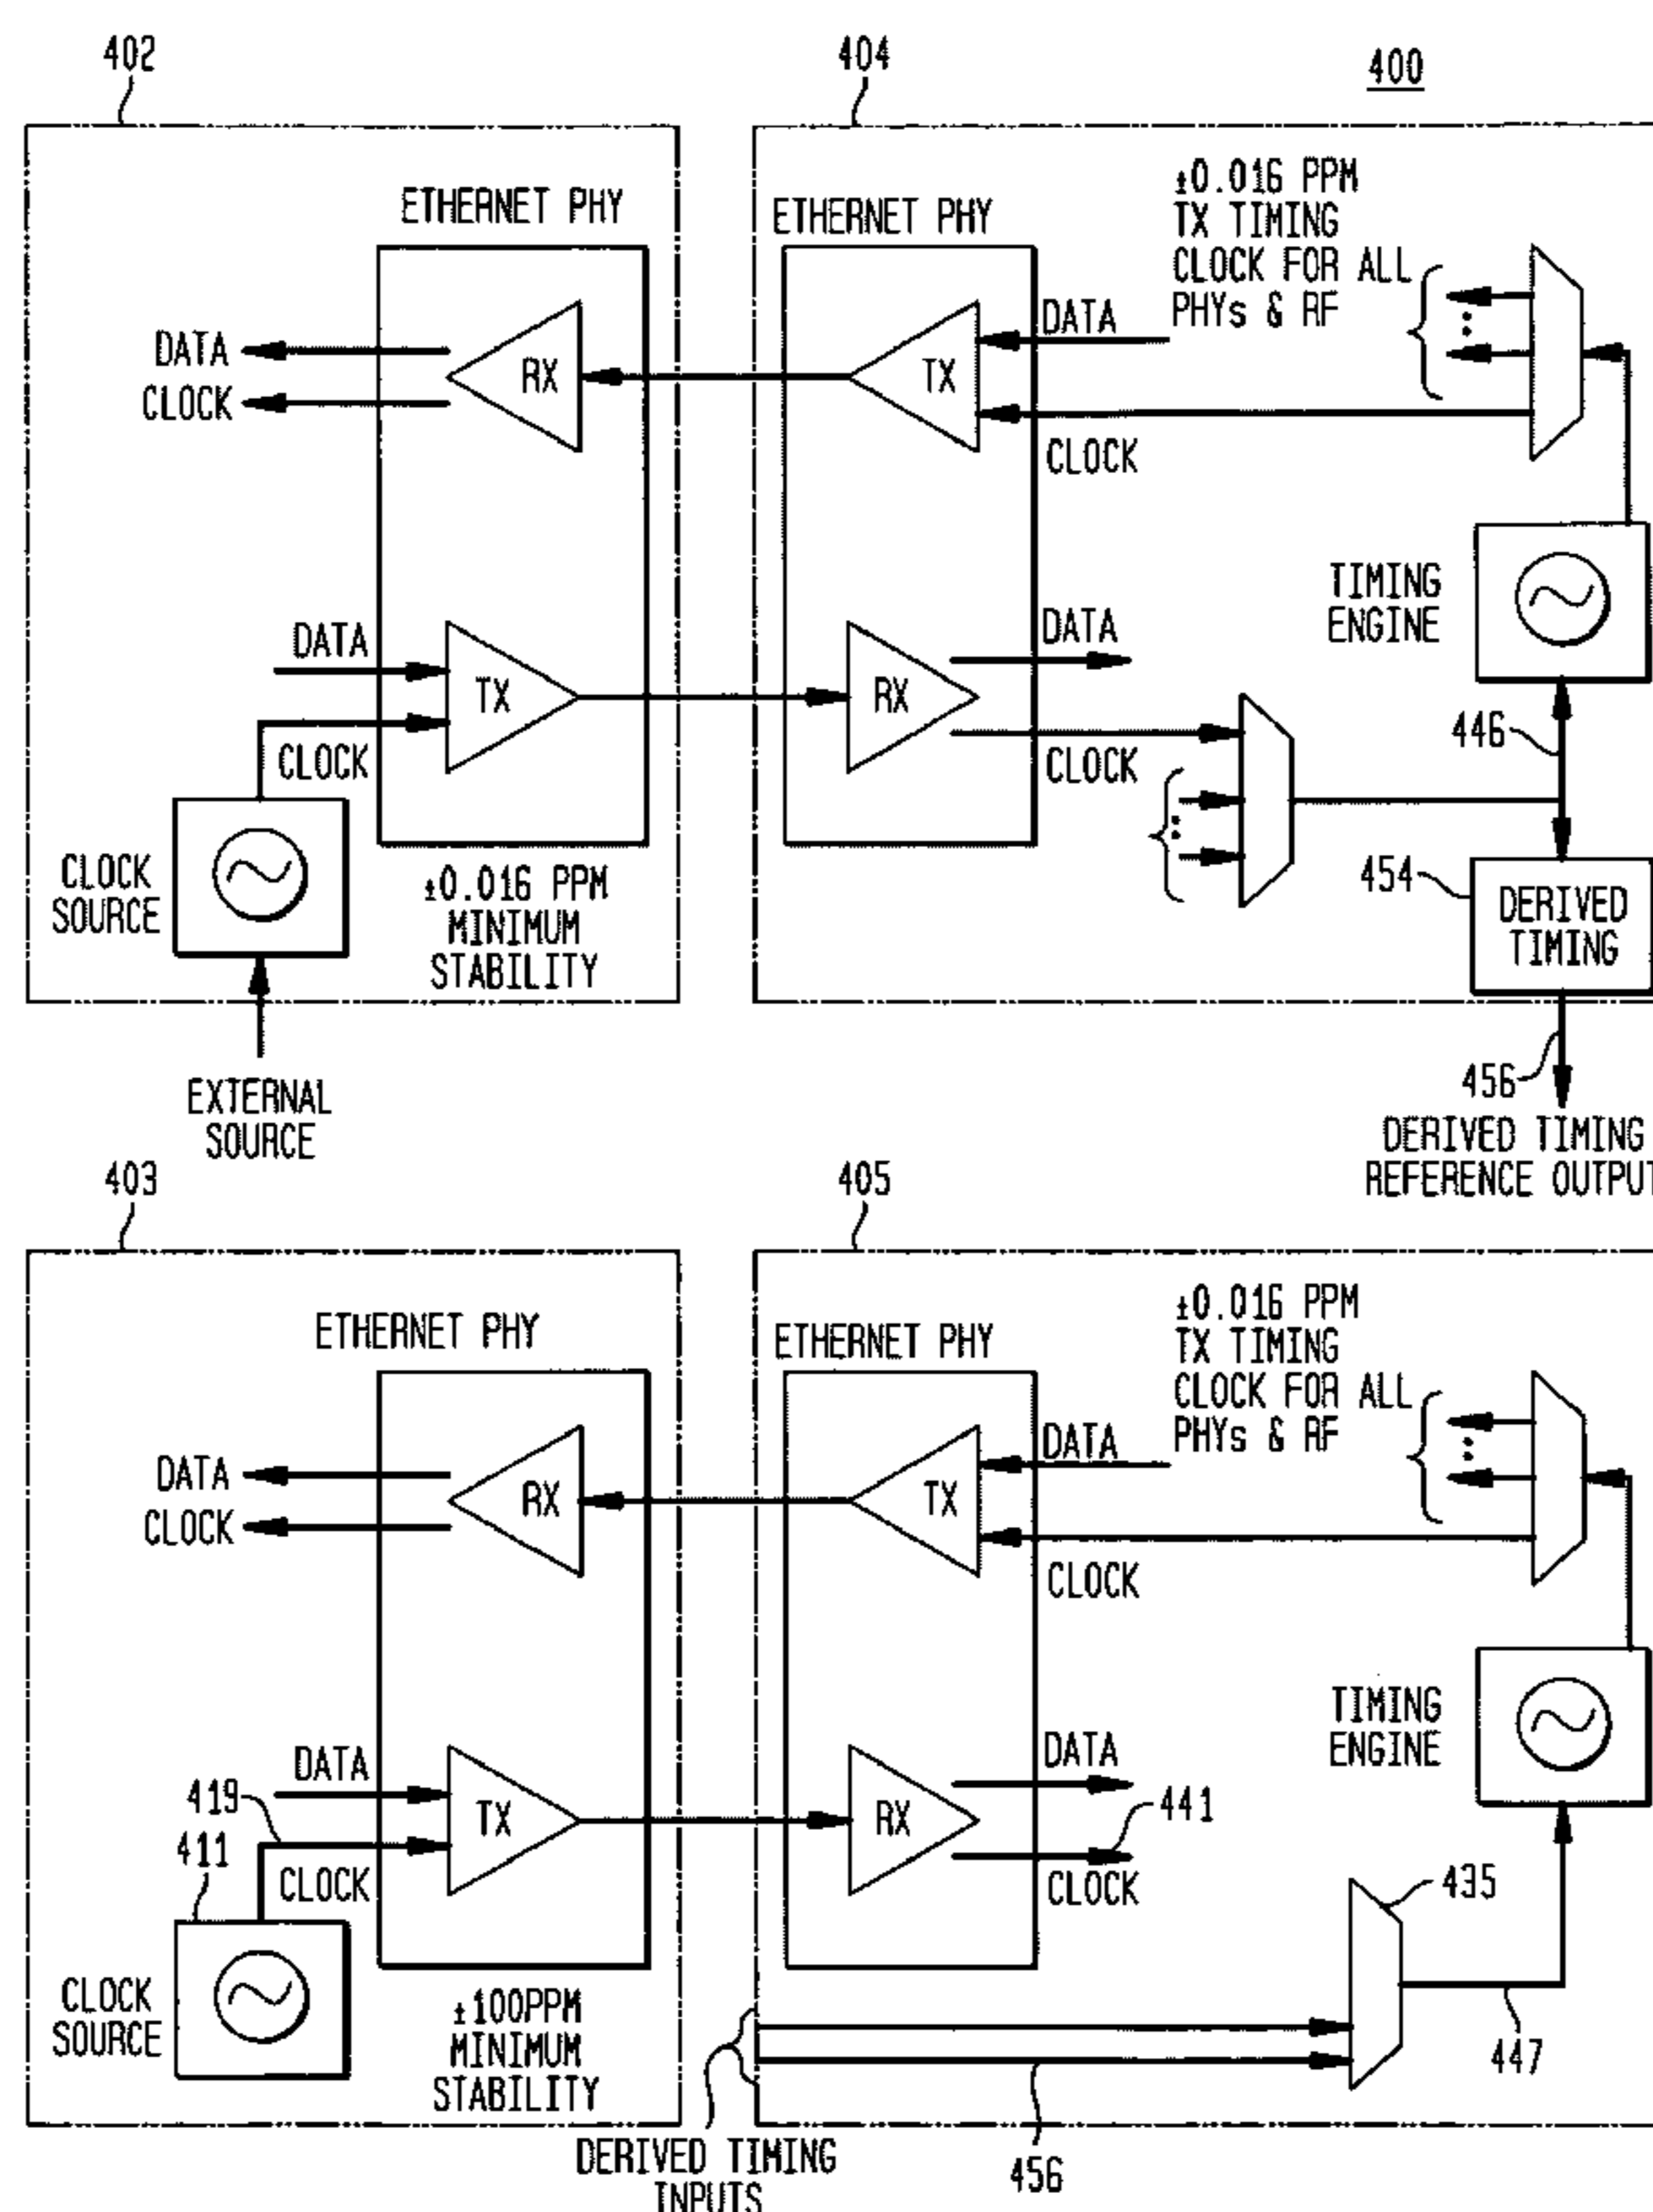 402
404
400
ETHERNET PHY
ETHERNET PHY
±0.016 PPM
TX TIMING
CLOCK FOR ALL
PHYs & RF
DATA
CLOCK
RX
TX
DATA
CLOCK
TIMING
ENGINE
DATA
CLOCK
TX
RX
DATA
CLOCK
446
CLOCK
SOURCE
±0.016 PPM
MINIMUM
STABILITY
454
DERIVED
TIMING
EXTERNAL
SOURCE
456
DERIVED TIMING
REFERENCE OUTPUT
403
405
ETHERNET PHY
ETHERNET PHY
±0.016 PPM
TX TIMING
CLOCK FOR ALL
PHYs & RF
DATA
CLOCK
RX
TX
DATA
CLOCK
TIMING
ENGINE
DATA
419
411
CLOCK
TX
RX
DATA
441
CLOCK
435
CLOCK
SOURCE
±100PPM
MINIMUM
STABILITY
447
DERIVED TIMING
INPUTS
456